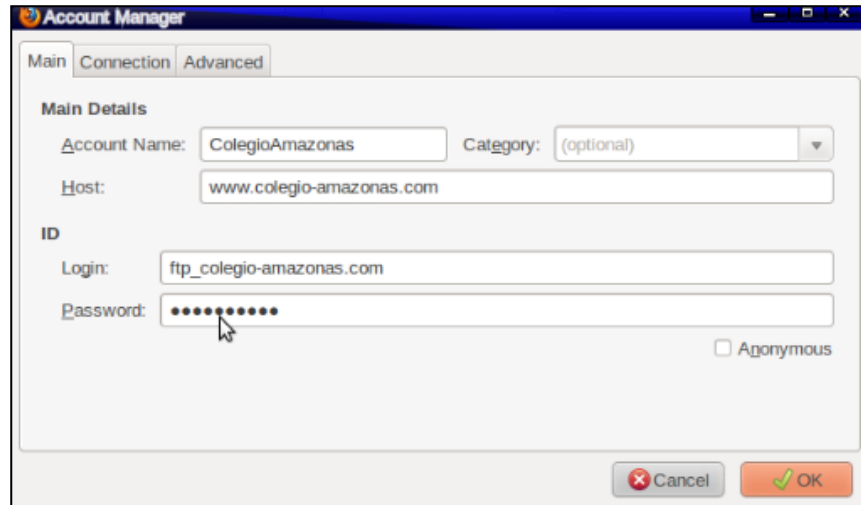 Account Manager
Main Connection Advanced
Main Details
Account Name: ColegioAmazonas Category: (optional)
Host: www.colegio-amazonas.com
ID
Login: ftp_colegio-amazonas.com
Password: ••••••••••
Anonymous
Cancel OK